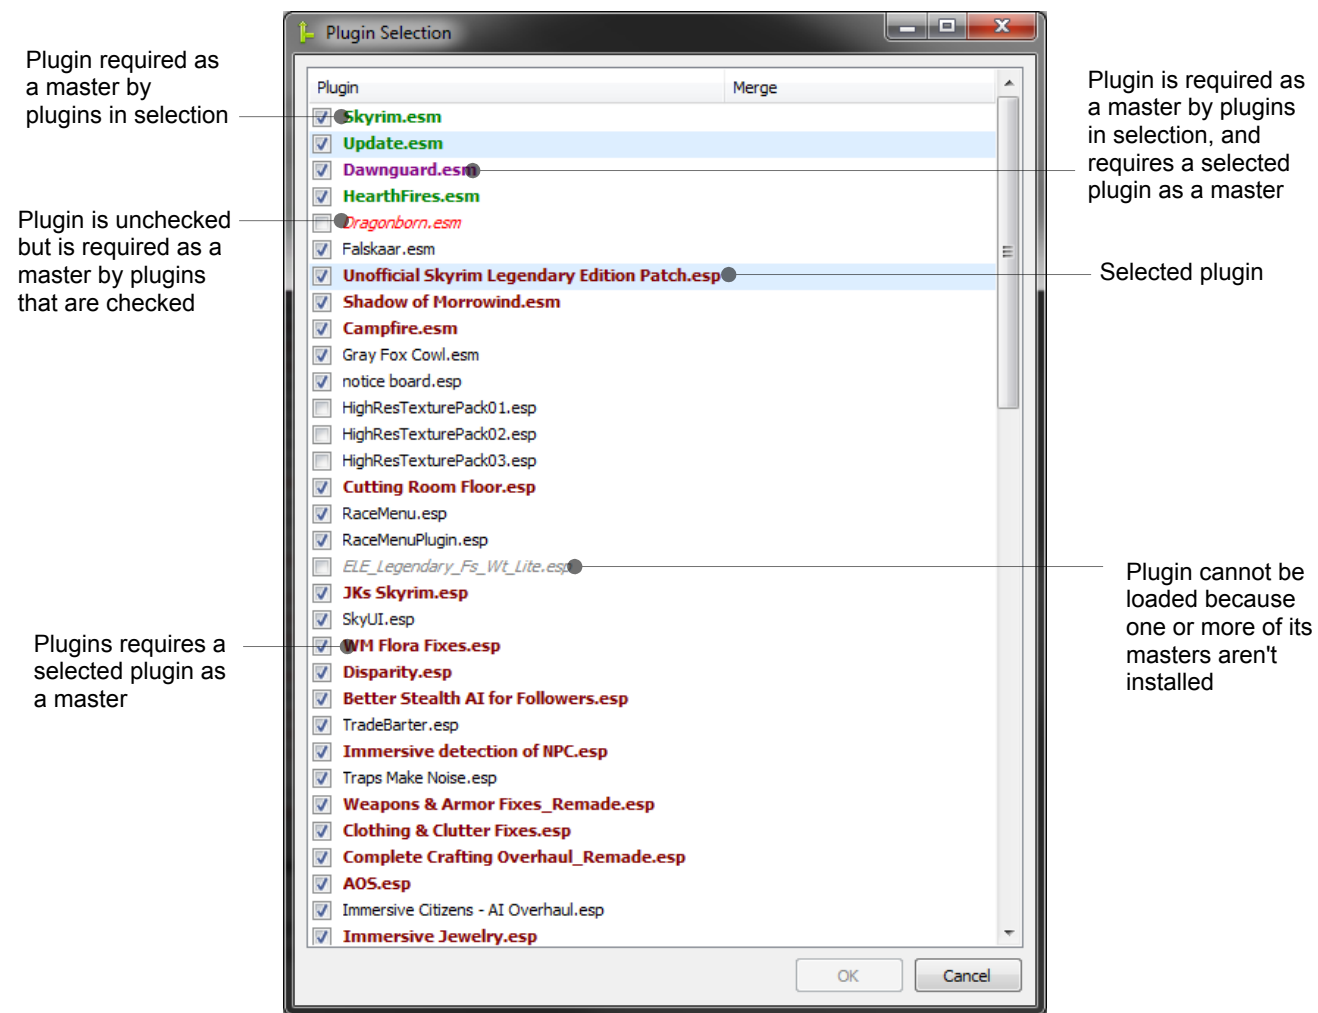 Plugin Selection
Plugin
Merge
Skyrim.esm
Update.esm
Dawnguard.esm
HearthFires.esm
Dragonborn.esm
Falskaar.esm
Unofficial Skyrim Legendary Edition Patch.esp
Shadow of Morrowind.esm
Campfire.esm
Gray Fox Cowl.esm
notice board.esp
HighResTexturePack01.esp
HighResTexturePack02.esp
HighResTexturePack03.esp
Cutting Room Floor.esp
RaceMenu.esp
RaceMenuPlugin.esp
ELE_Legendary_Fs_Wt_Lite.esp
JKs Skyrim.esp
SkyUI.esp
WM Flora Fixes.esp
Disparity.esp
Better Stealth AI for Followers.esp
TradeBarter.esp
Immersive detection of NPC.esp
Traps Make Noise.esp
Weapons & Armor Fixes_Remade.esp
Clothing & Clutter Fixes.esp
Complete Crafting Overhaul_Remade.esp
AOS.esp
Immersive Citizens - AI Overhaul.esp
Immersive Jewelry.esp
OK
Cancel
Plugin required as
a master by
plugins in selection
Plugin is unchecked
but is required as a
master by plugins
that are checked
Plugins requires a
selected plugin as
a master
Plugin is required as
a master by plugins
in selection, and
requires a selected
plugin as a master
Selected plugin
Plugin cannot be
loaded because
one or more of its
masters aren't
installed